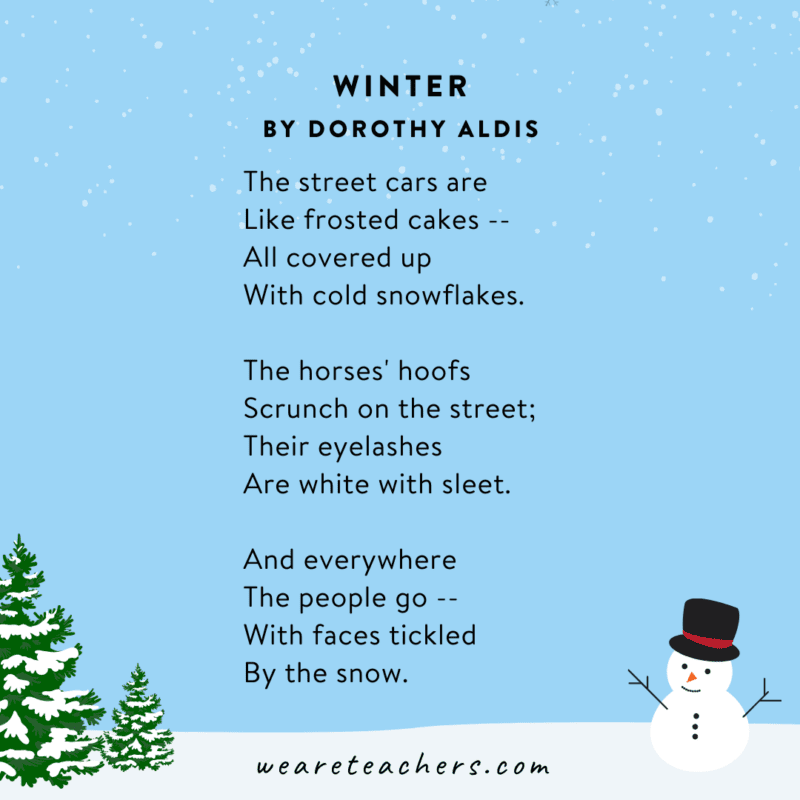 WINTER
BY DOROTHY ALDIS
The street cars are
Like frosted cakes --
All covered up
With cold snowflakes.
The horses' hoofs
Scrunch on the street;
Their eyelashes
Are white with sleet.
And everywhere
The people go --
With faces tickled
By the snow.
weareteachers.com